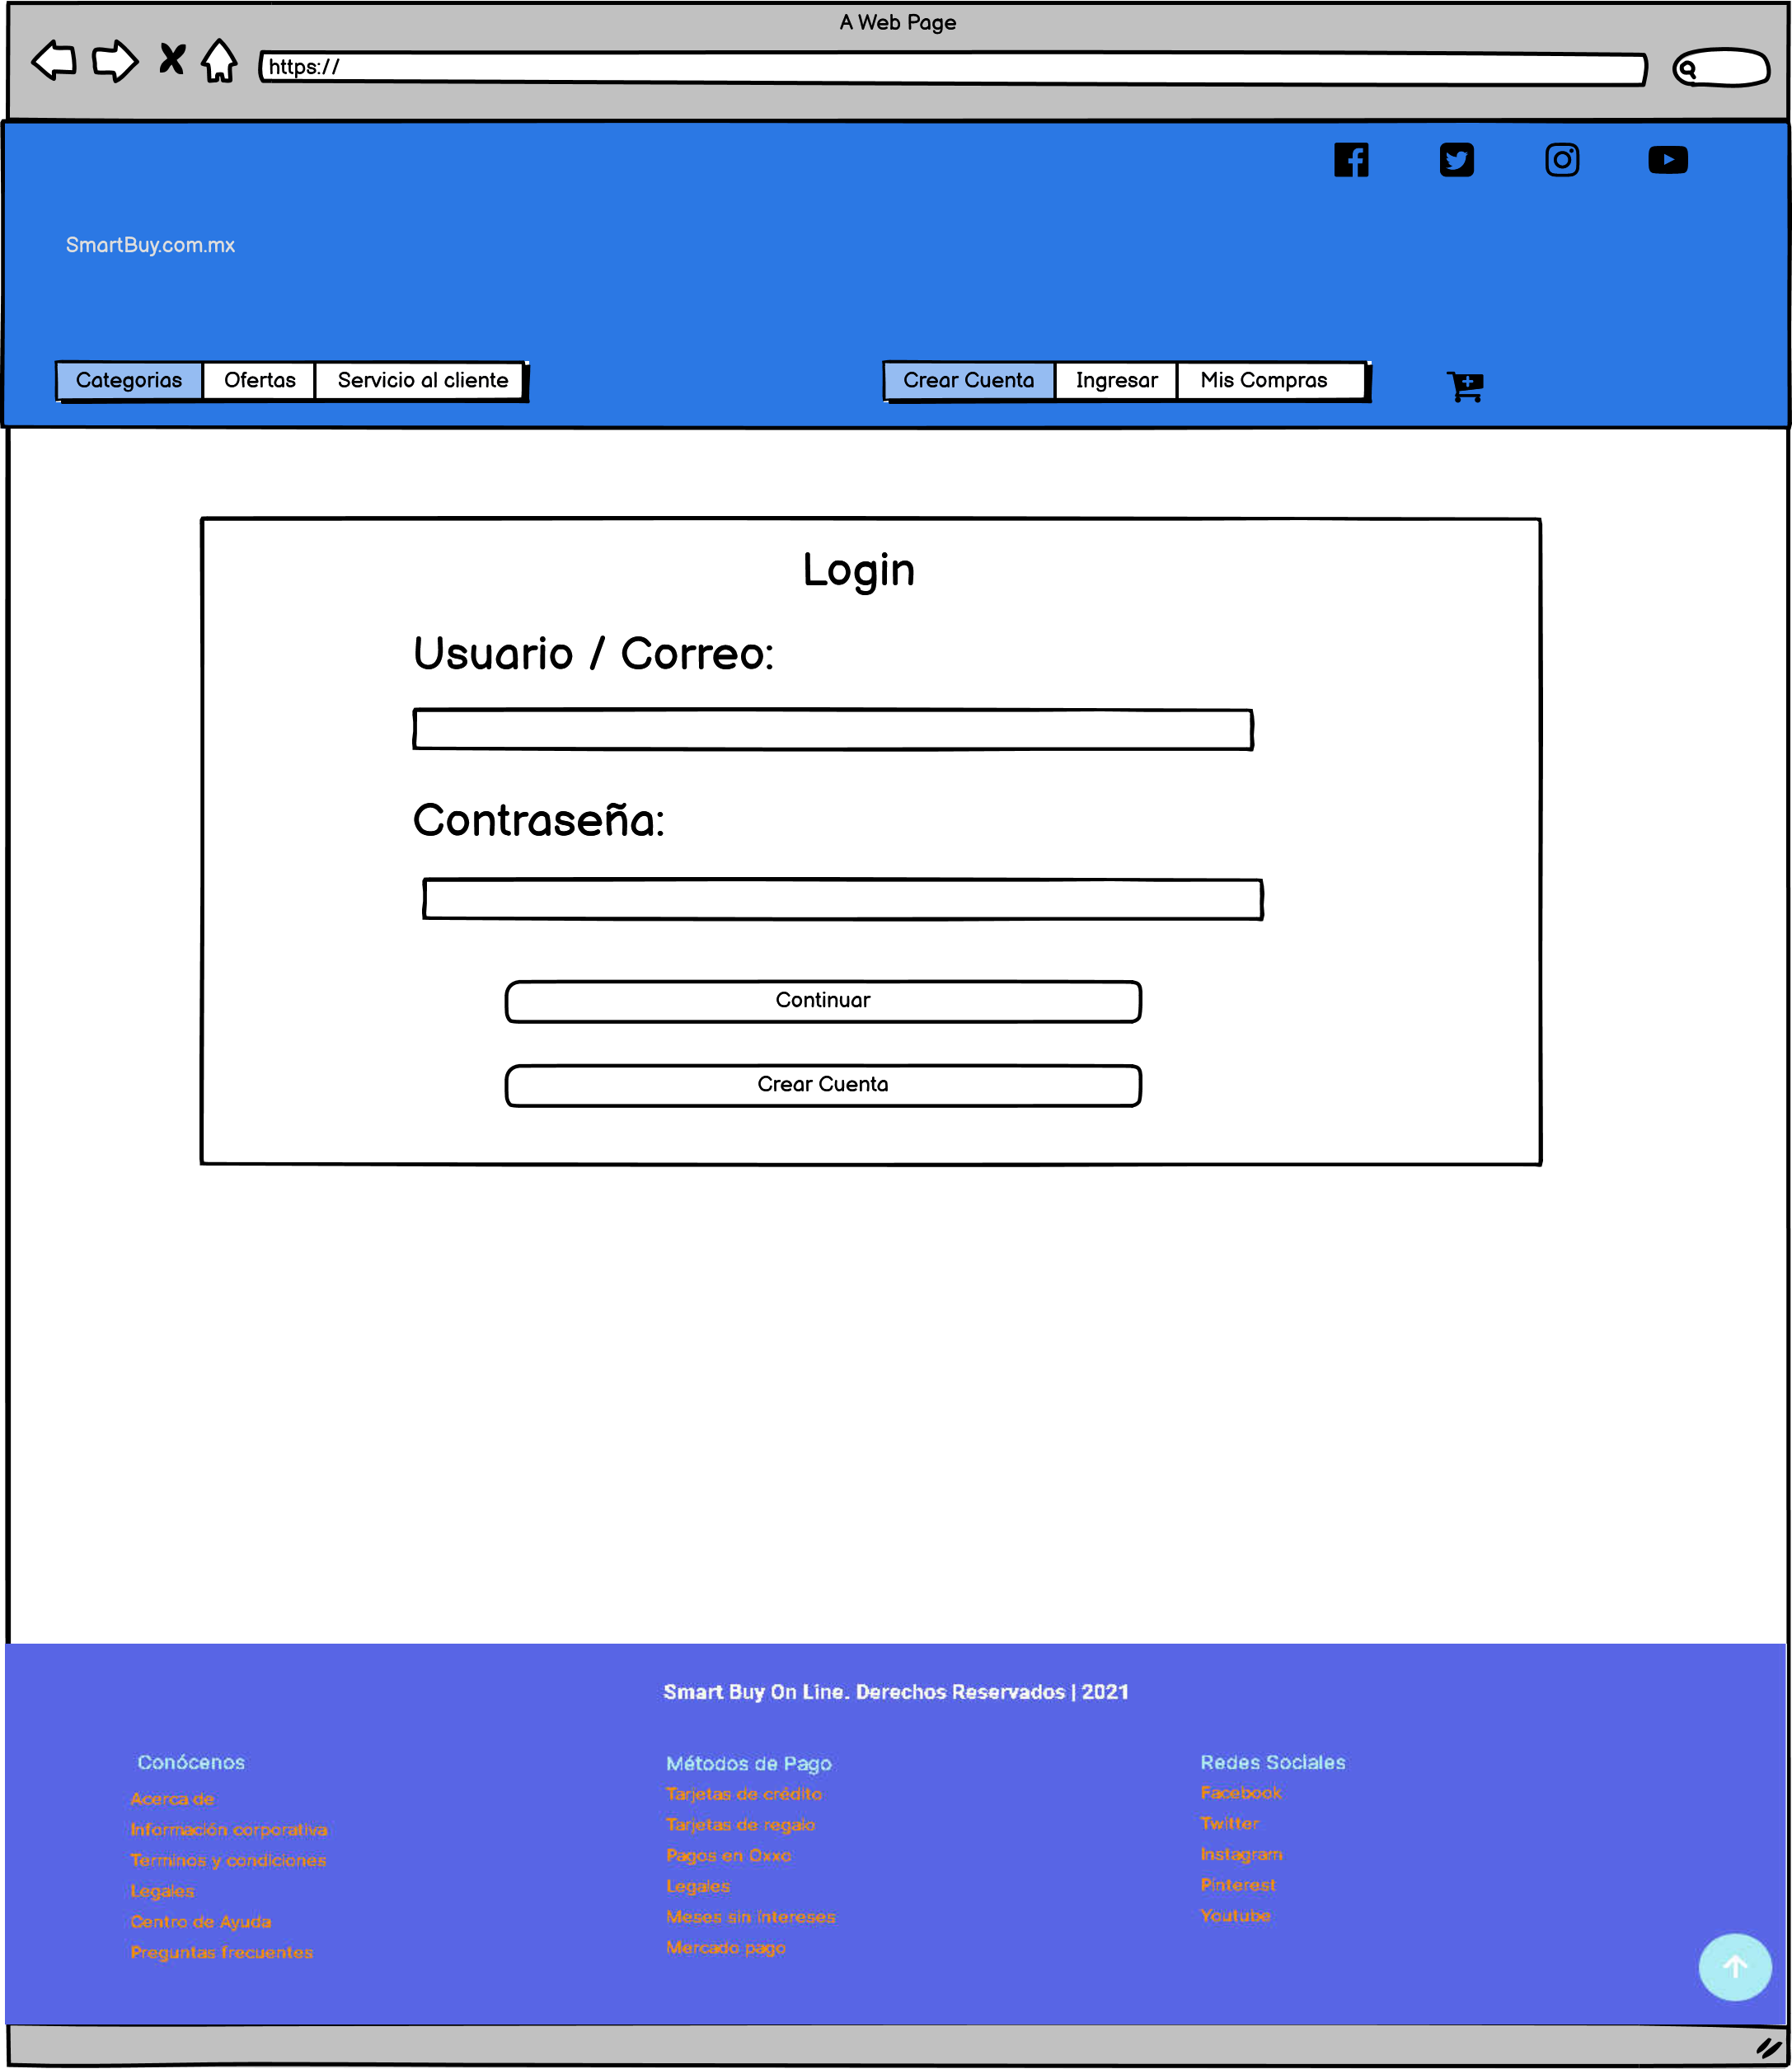 A Web Page
https://
SmartBuy.com.mx
Categorias Ofertas Servicio al cliente Crear Cuenta Ingresar Mis Compras
Login
Usuario / Correo:
Contraseña:
Continuar
Crear Cuenta
Smart Buy On Line. Derechos Reservados | 2021
Conócenos
Acerca de
Información corporativa
Terminos y condiciones
Legales
Centro de Ayuda
Preguntas frecuentes
Métodos de Pago
Tarjetas de crédito
Tarjetas de regalo
Pagos en Oxxo
Legales
Meses sin intereses
Mercado pago
Redes Sociales
Facebook
Twitter
Instagram
Pinterest
Youtube